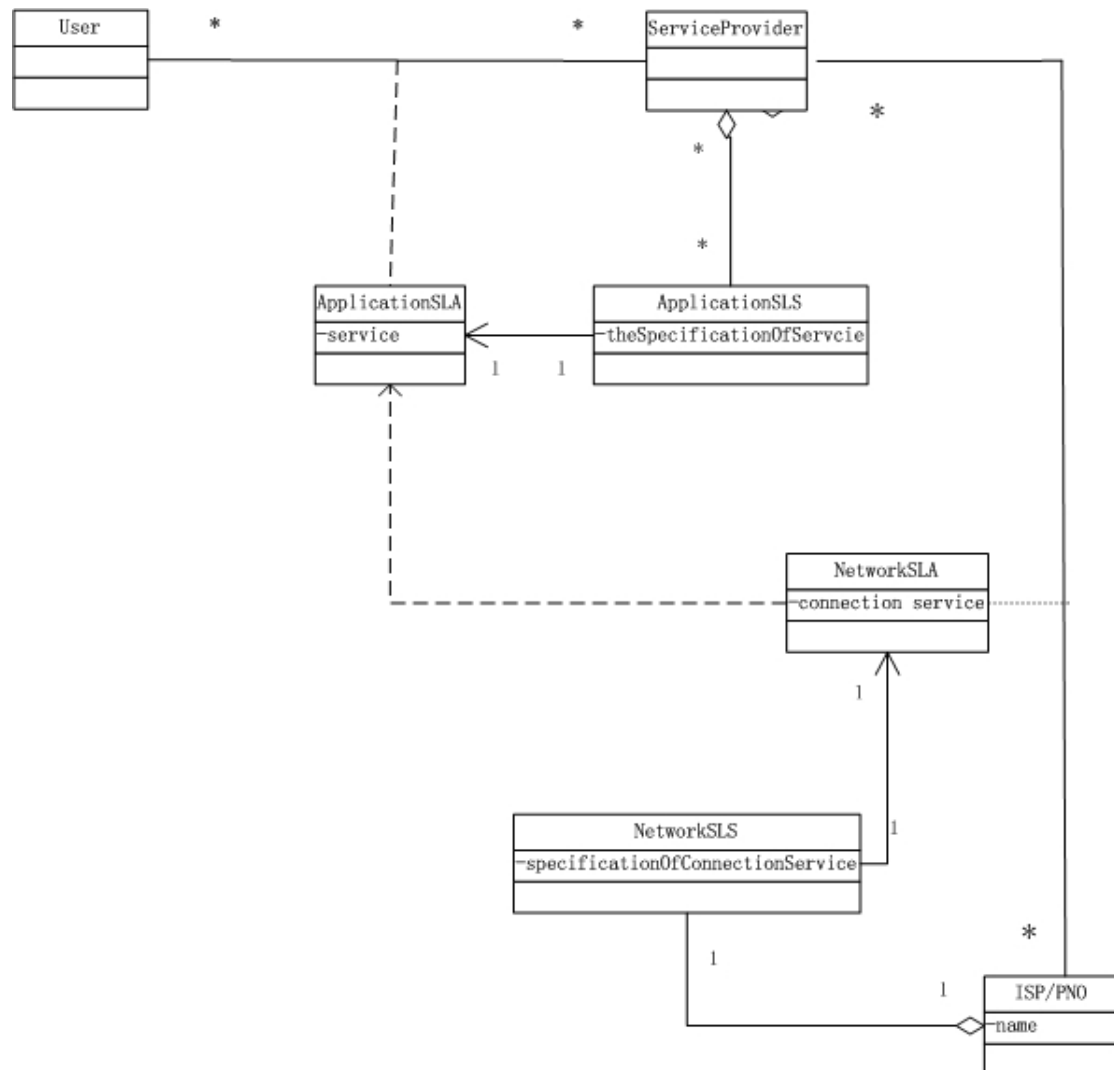 User
*
*
ServiceProvider
*
*
*
ApplicationSLA
-service
ApplicationSLS
-theSpecificationOfServcie
1
1
NetworkSLA
-connection service
1
1
NetworkSLS
-specificationOfConnectionService
1
*
1
ISP/PNO
-name